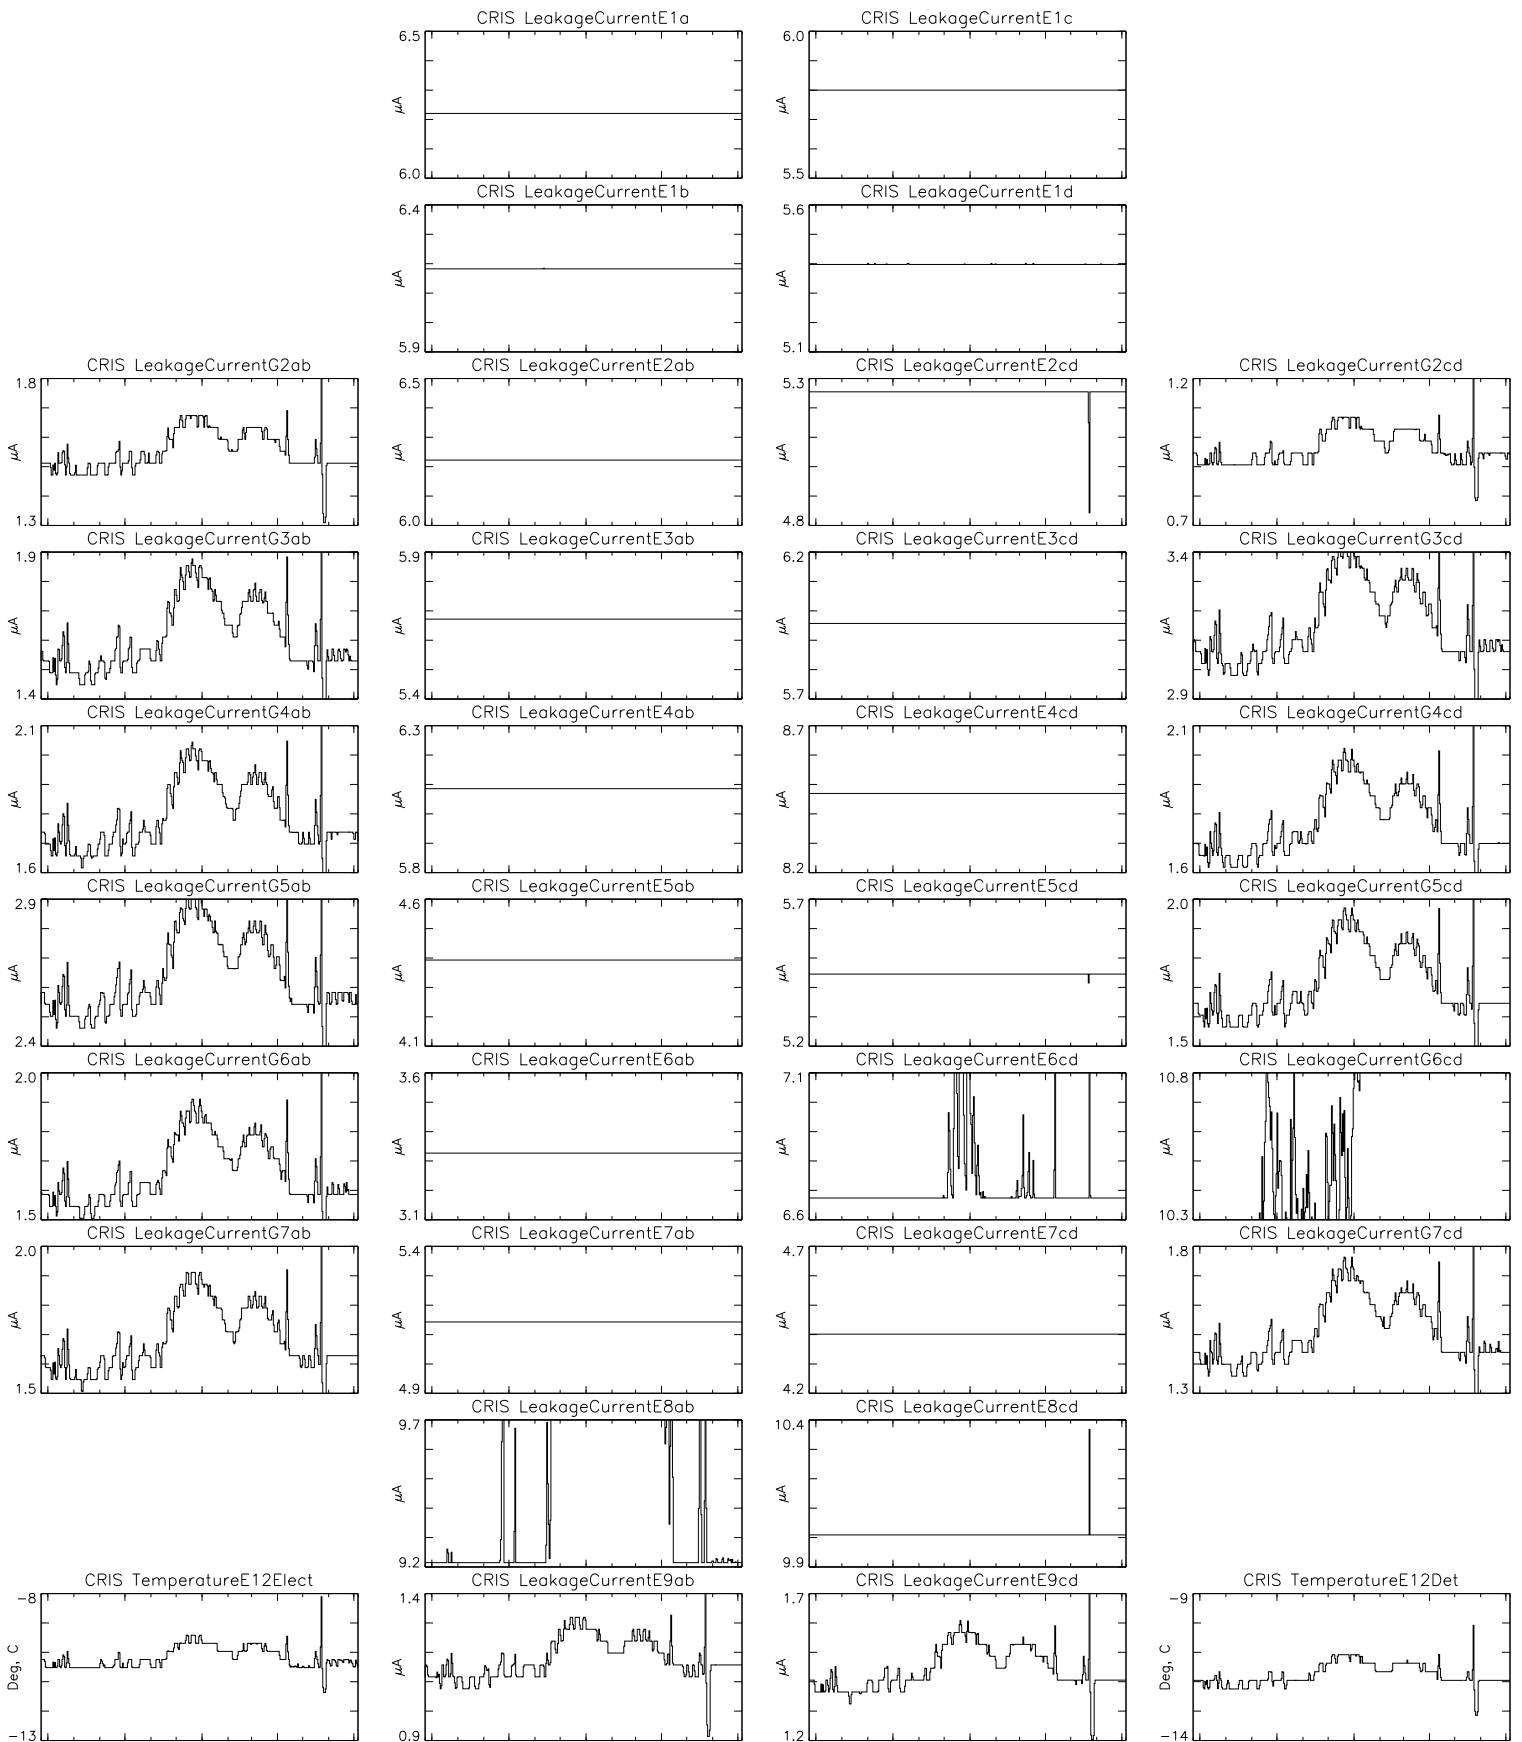 CRIS LeakageCurrentE1a
6.5
μA
6.0
CRIS LeakageCurrentE1c
6.0
μA
5.5
CRIS LeakageCurrentE1b
6.4
μA
5.9
CRIS LeakageCurrentE1d
5.6
μA
5.1
CRIS LeakageCurrentG2ab
1.8
μA
1.3
CRIS LeakageCurrentE2ab
6.5
μA
6.0
CRIS LeakageCurrentE2cd
5.3
μA
4.8
CRIS LeakageCurrentG2cd
1.2
μA
0.7
CRIS LeakageCurrentG3ab
1.9
μA
1.4
CRIS LeakageCurrentE3ab
5.9
μA
5.4
CRIS LeakageCurrentE3cd
6.2
μA
5.7
CRIS LeakageCurrentG3cd
3.4
μA
2.9
CRIS LeakageCurrentG4ab
2.1
μA
1.6
CRIS LeakageCurrentE4ab
6.3
μA
5.8
CRIS LeakageCurrentE4cd
8.7
μA
8.2
CRIS LeakageCurrentG4cd
2.1
μA
1.6
CRIS LeakageCurrentG5ab
2.9
μA
2.4
CRIS LeakageCurrentE5ab
4.6
μA
4.1
CRIS LeakageCurrentE5cd
5.7
μA
5.2
CRIS LeakageCurrentG5cd
2.0
μA
1.5
CRIS LeakageCurrentG6ab
2.0
μA
1.5
CRIS LeakageCurrentE6ab
3.6
μA
3.1
CRIS LeakageCurrentE6cd
7.1
μA
6.6
CRIS LeakageCurrentG6cd
10.8
μA
10.3
CRIS LeakageCurrentG7ab
2.0
μA
1.5
CRIS LeakageCurrentE7ab
5.4
μA
4.9
CRIS LeakageCurrentE7cd
4.7
μA
4.2
CRIS LeakageCurrentG7cd
1.8
μA
1.3
CRIS LeakageCurrentE8ab
9.7
μA
9.2
CRIS LeakageCurrentE8cd
10.4
μA
9.9
CRIS TemperatureE12Elect
-8
Deg, C
-13
CRIS LeakageCurrentE9ab
1.4
μA
0.9
CRIS LeakageCurrentE9cd
1.7
μA
1.2
CRIS TemperatureE12Det
-9
Deg, C
-14